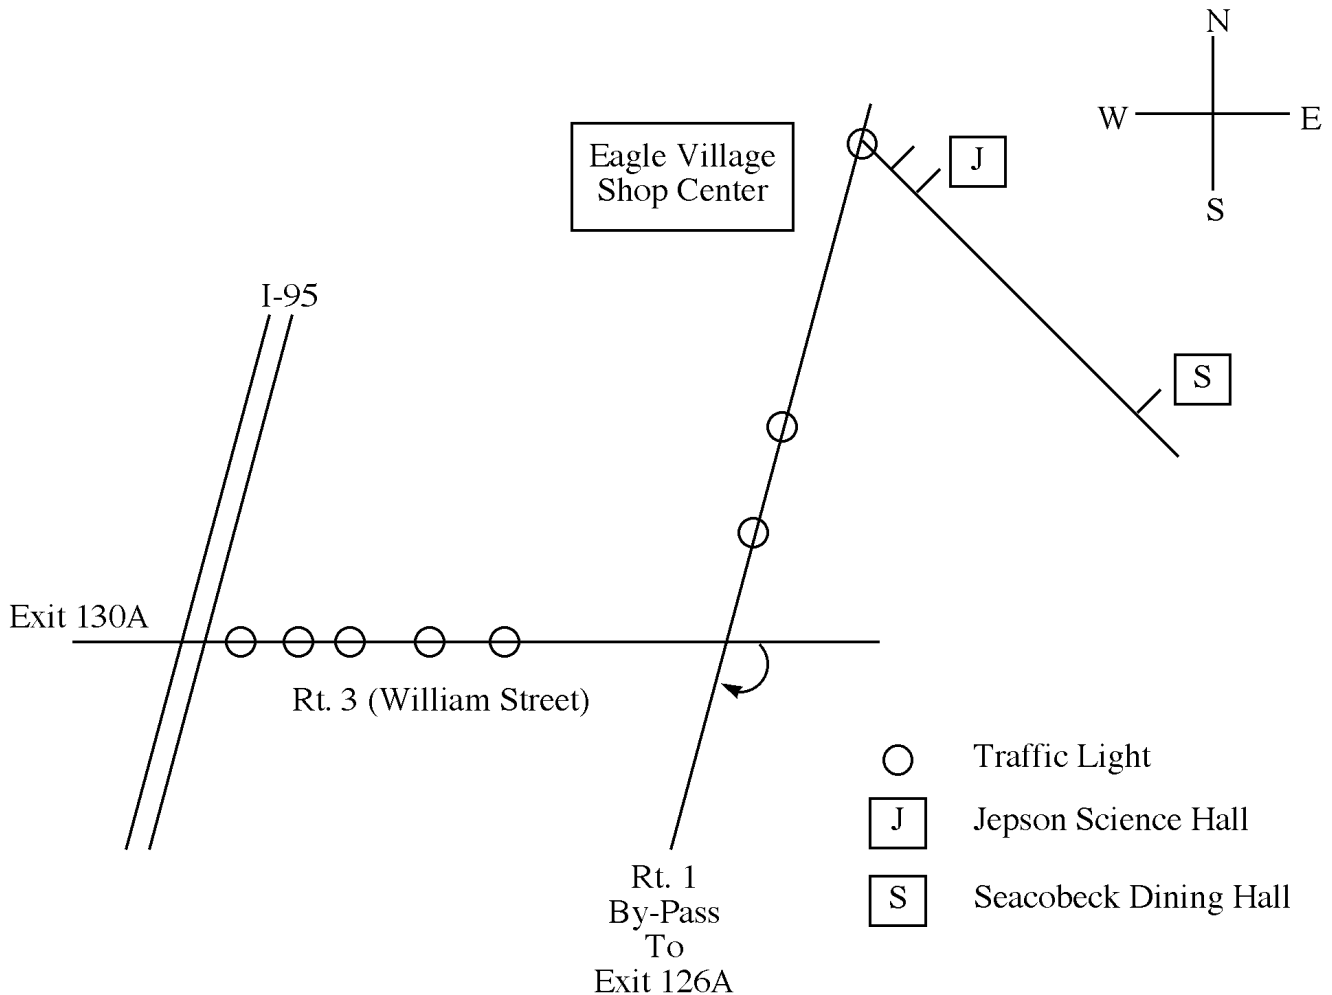 N
W
E
S
Eagle Village
Shop Center
J
I-95
S
Exit 130A
Rt. 3 (William Street)
Traffic Light
J
Jepson Science Hall
Rt. 1
By-Pass
To
Exit 126A
S
Seacobeck Dining Hall